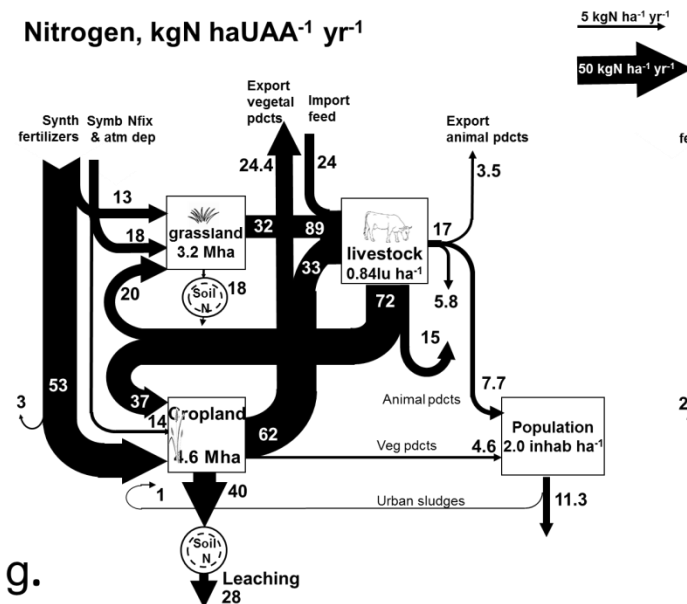 Nitrogen, kgN haUAA⁻¹ yr⁻¹
5 kgN ha⁻¹ yr⁻¹
50 kgN ha⁻¹ yr⁻¹
Synth
fertilizers
Symb Nfix
& atm dep
Export
vegetal
pdcts
Import
feed
Export
animal pdcts
fe
24.4
24
3.5
13
18
grassland
3.2 Mha
32
89
livestock
0.84lu ha⁻¹
17
33
20
Soil
N
18
72
5.8
15
53
3
37
14
Cropland
4.6 Mha
62
Animal pdcts
7.7
Veg pdcts
4.6
Population
2.0 inhab ha⁻¹
2
40
1
Urban sludges
11.3
Soil
N
g.
Leaching
28